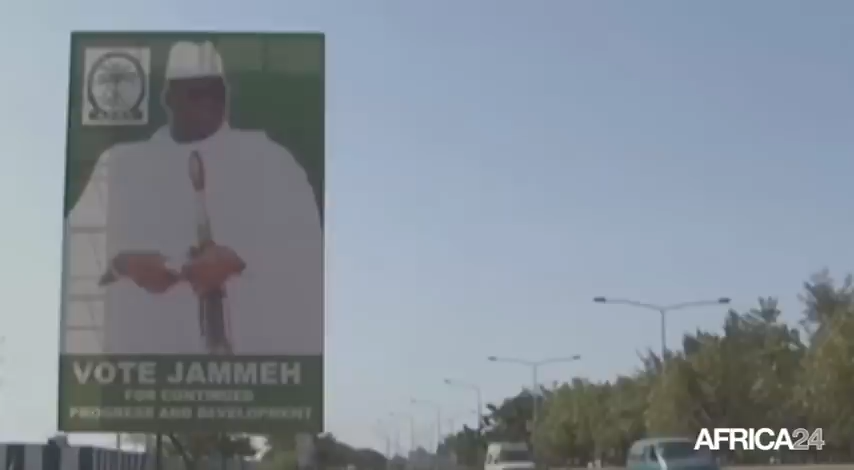 VOTE JAMMEH
FOR CONTINUED
PROGRESS AND DEVELOPMENT
AFRICA24